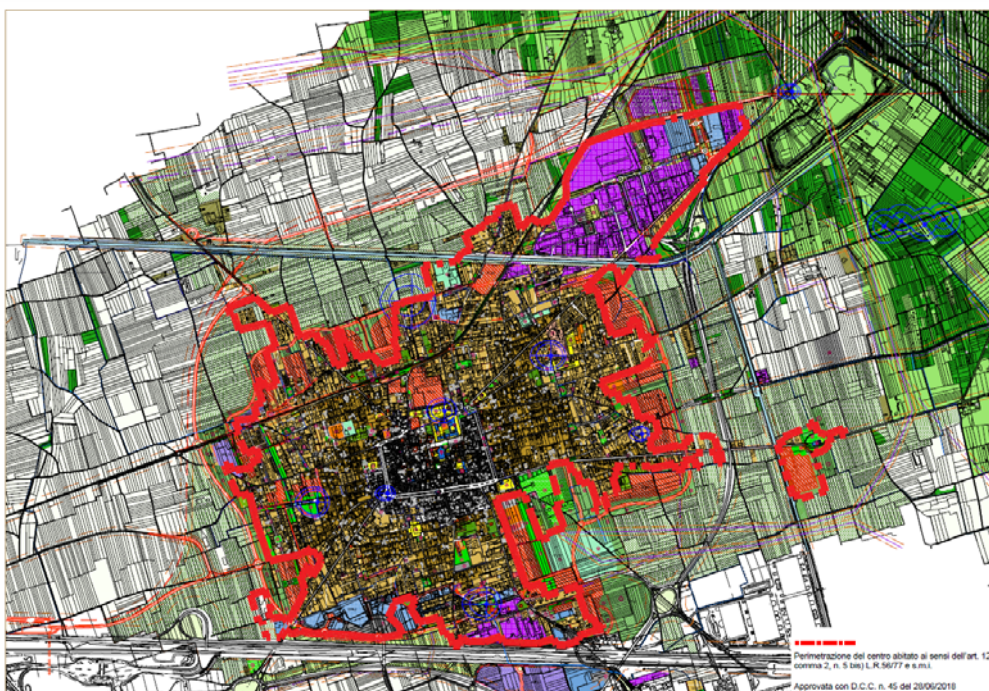 Perimetrazione del centro abitato ai sensi dell'art. 12
comma 2, n. 5 bis) L.R.56/77 e s.m.i.
Approvata con D.C.C. n. 45 del 28/06/2018